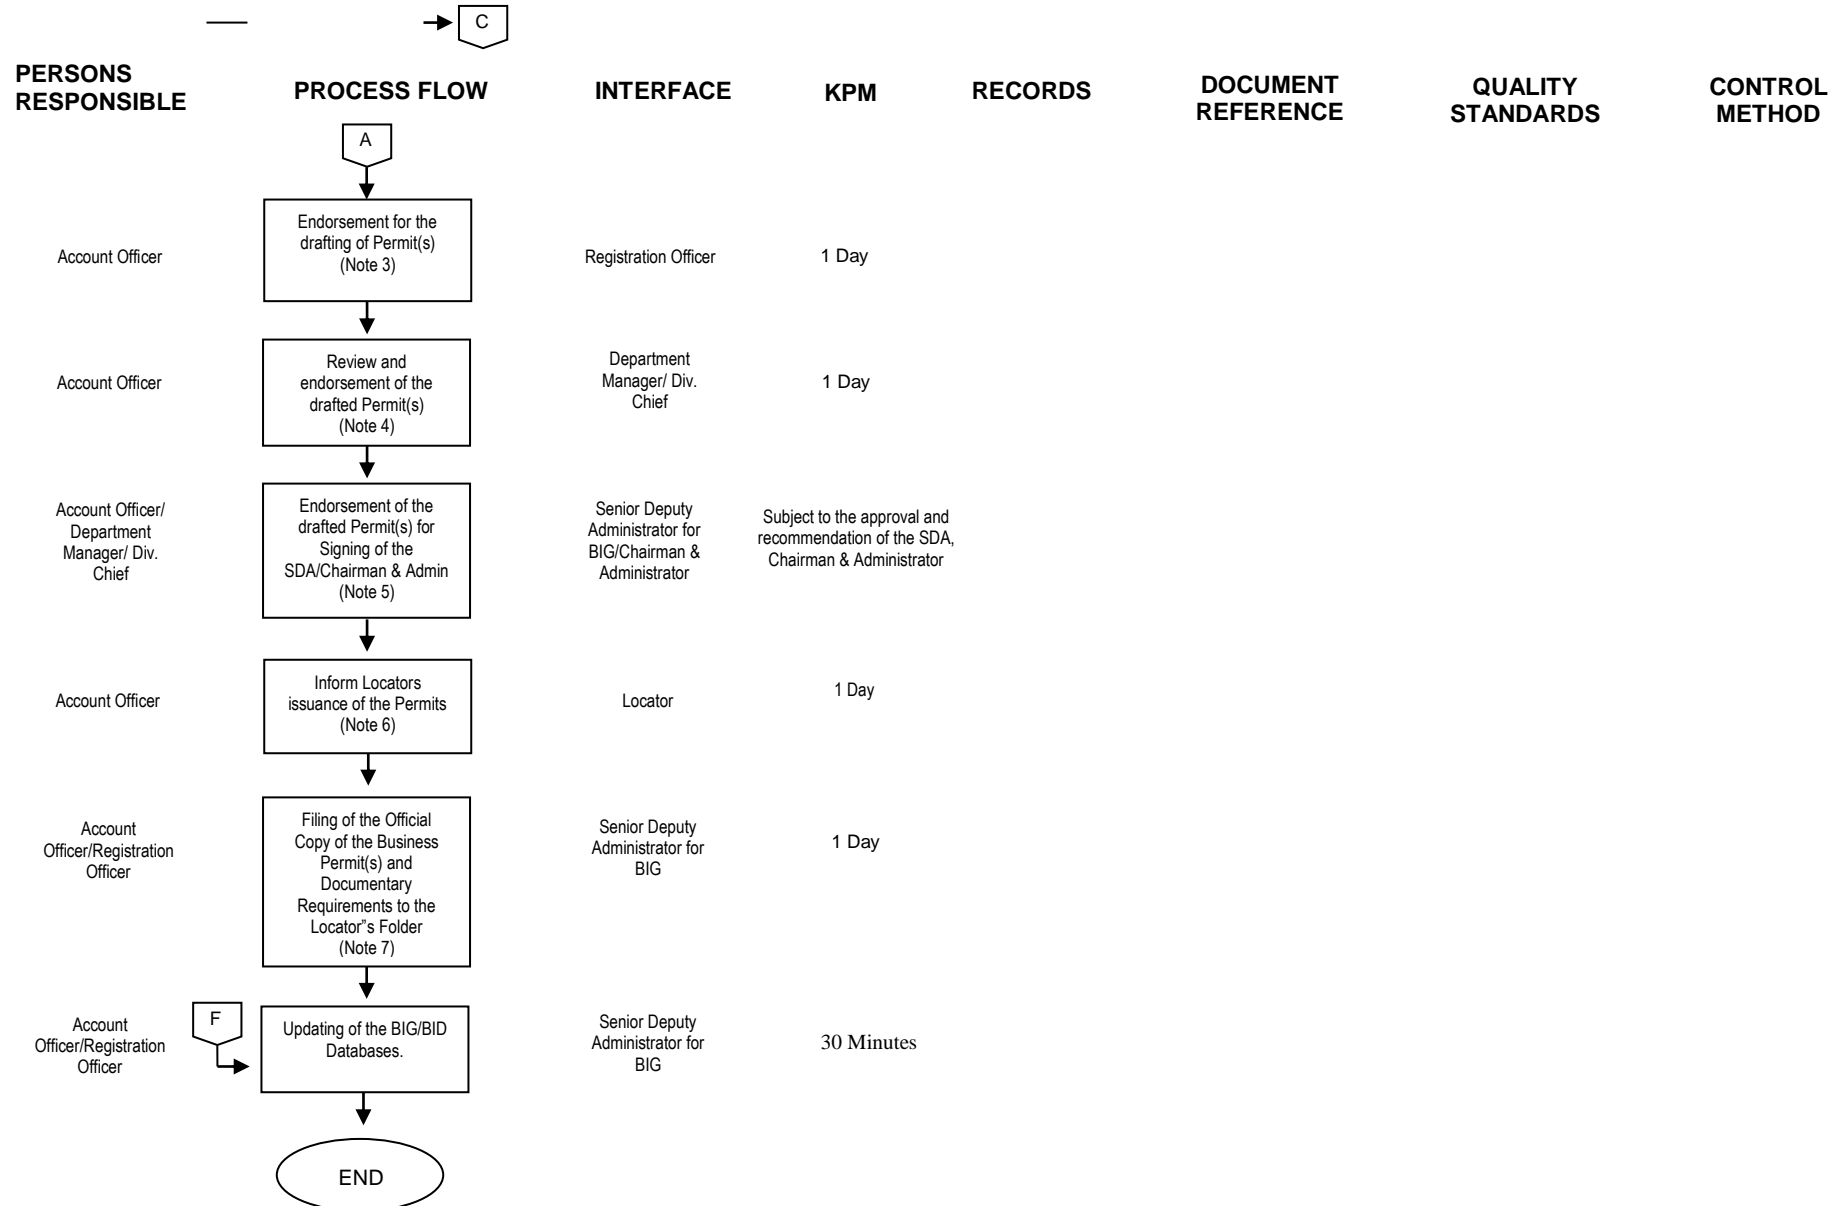 C
PERSONS
RESPONSIBLE
PROCESS FLOW
INTERFACE
KPM
RECORDS
DOCUMENT
REFERENCE
QUALITY
STANDARDS
CONTROL
METHOD
A
Account Officer
Endorsement for the
drafting of Permit(s)
(Note 3)
Registration Officer
1 Day
Account Officer
Review and
endorsement of the
drafted Permit(s)
(Note 4)
Department
Manager/ Div.
Chief
1 Day
Account Officer/
Department
Manager/ Div.
Chief
Endorsement of the
drafted Permit(s) for
Signing of the
SDA/Chairman & Admin
(Note 5)
Senior Deputy
Administrator for
BIG/Chairman &
Administrator
Subject to the approval and
recommendation of the SDA,
Chairman & Administrator
Account Officer
Inform Locators
issuance of the Permits
(Note 6)
Locator
1 Day
Account
Officer/Registration
Officer
Filing of the Official
Copy of the Business
Permit(s) and
Documentary
Requirements to the
Locator"s Folder
(Note 7)
Senior Deputy
Administrator for
BIG
1 Day
Account
Officer/Registration
Officer
F
Updating of the BIG/BID
Databases.
Senior Deputy
Administrator for
BIG
30 Minutes
END